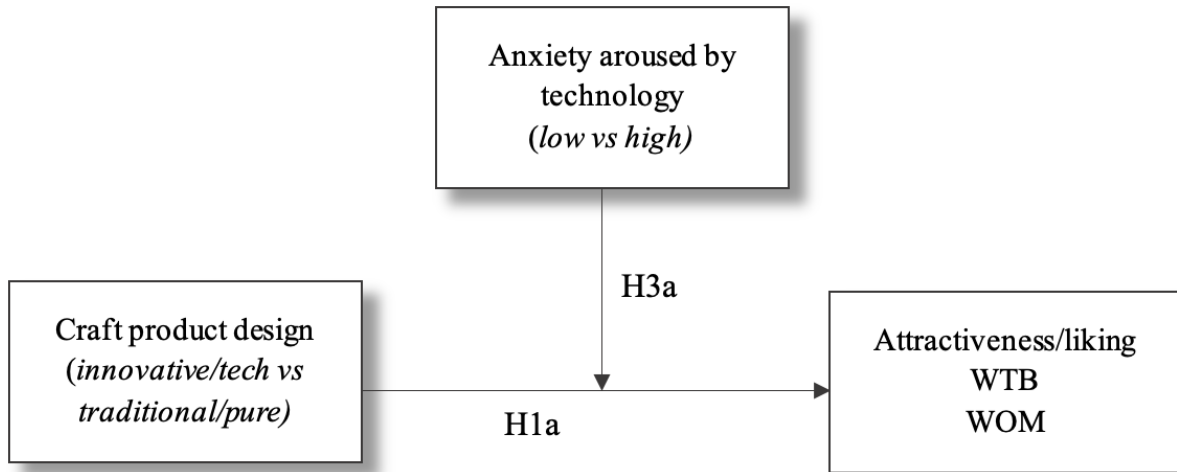 Anxiety aroused by
technology
(low vs high)
H3a
Craft product design
(innovative/tech vs
traditional/pure)
H1a
Attractiveness/liking
WTB
WOM